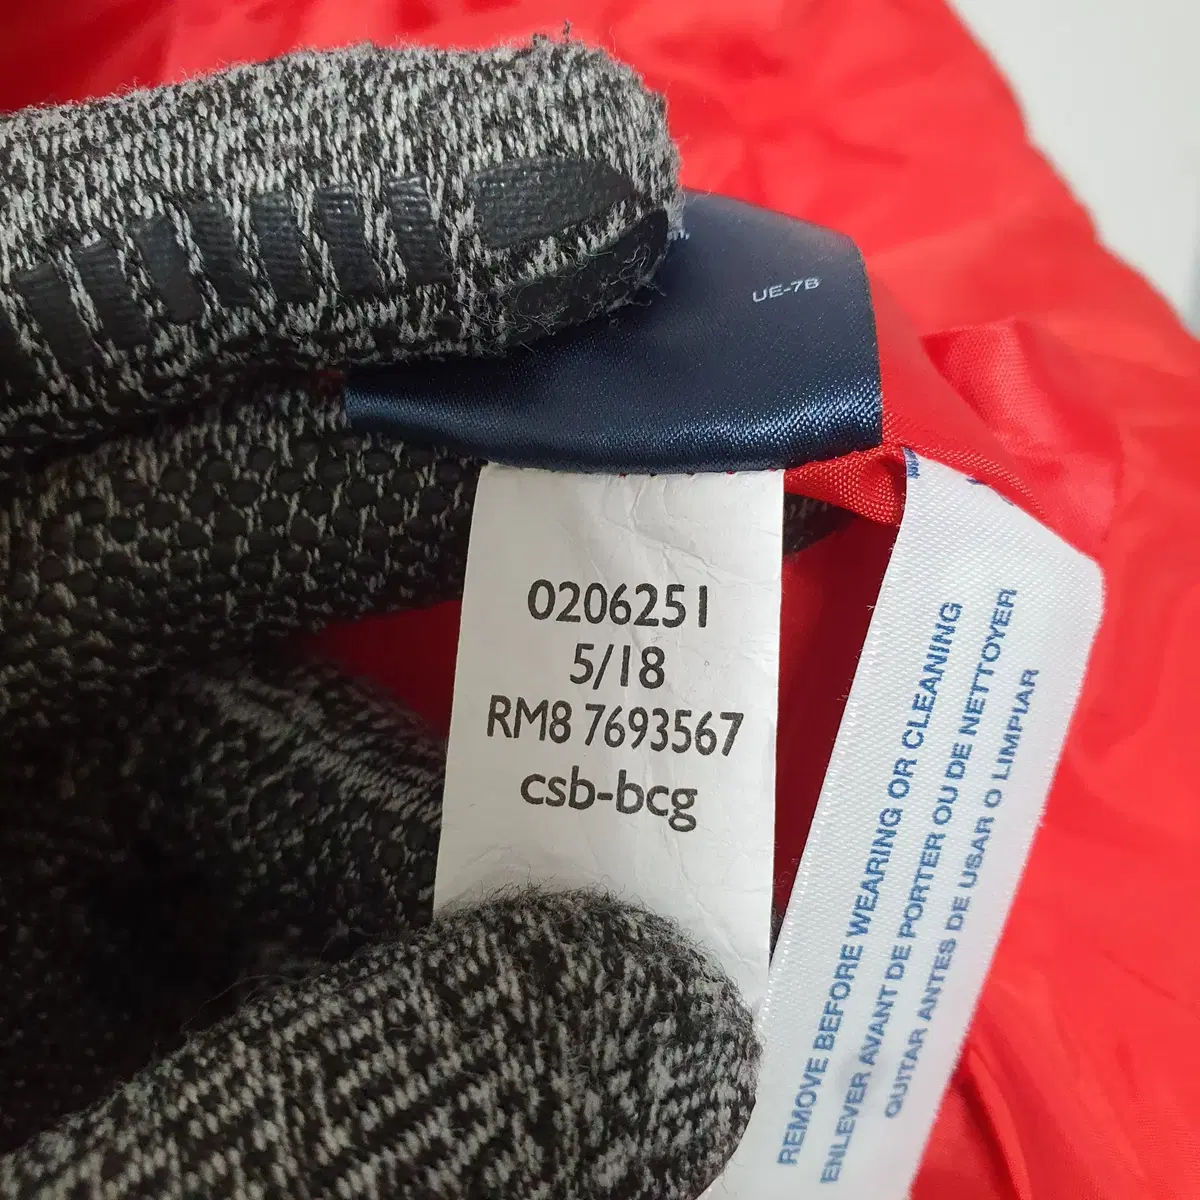 UE-7B
0206251
5/18
RM8 7693567
csb-bcg
REMOVE BEFORE WEARING OR CLEANING
ENLEVER AVANT DE PORTER OU DE NETTOYER
QUITAR ANTES DE USAR O LIMPIAR